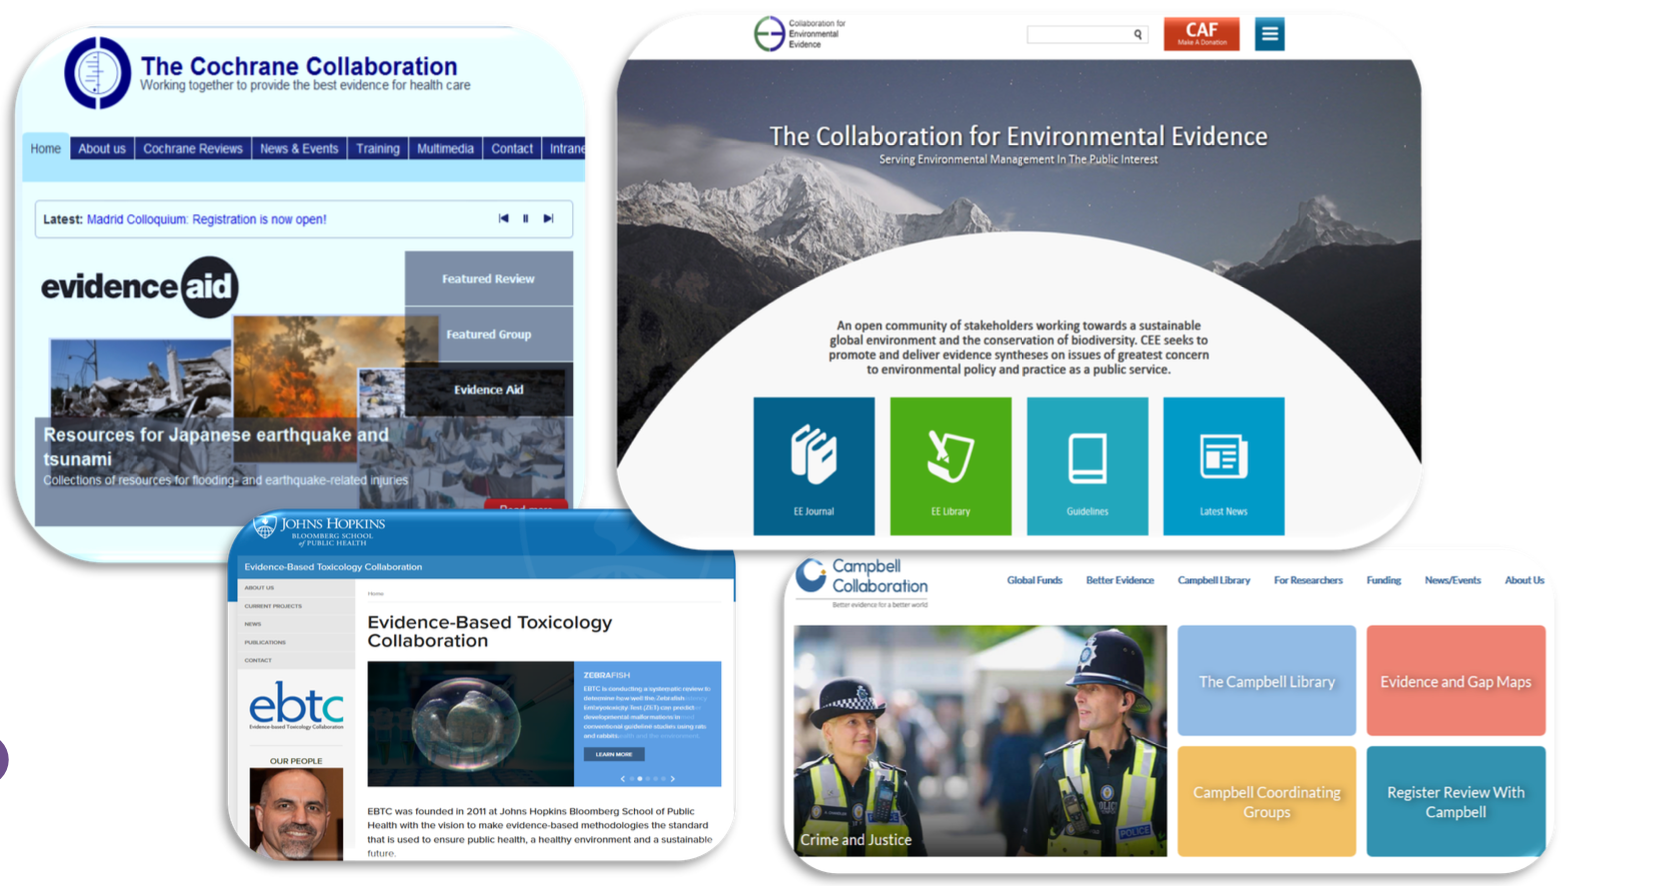 The Cochrane Collaboration
Working together to provide the best evidence for health care
Home About us Cochrane Reviews News & Events Training Multimedia Contact Intrane
Latest: Madrid Colloquium: Registration is now open!
evidence aid
Featured Review
Featured Group
Evidence Aid
Resources for Japanese earthquake and
tsunami
Collections of resources for flooding- and earthquake-related injuries
Collaboration for
Environmental
Evidence
CAF
Make A Donation
The Collaboration for Environmental Evidence
Serving Environmental Management In The Public Interest
An open community of stakeholders working towards a sustainable
global environment and the conservation of biodiversity. CEE seeks to
promote and deliver evidence syntheses on issues of greatest concern
to environmental policy and practice as a public service.
EE Journal
EE Library
Guidelines
Latest News
JOHNS HOPKINS
BLOOMBERG SCHOOL
of PUBLIC HEALTH
Evidence-Based Toxicology Collaboration
ABOUT US
CURRENT PROJECTS
NEWS
PUBLICATIONS
CONTACT
ebtc
Evidence-based Toxicology Collaboration
OUR PEOPLE
Home
Evidence-Based Toxicology
Collaboration
ZEBRAFISH
EBTC is conducting a systematic review to
determine how well the Zebrafish
Embryotoxicity Test (ZET) can predict
developmental malformations in
conventional guideline studies using rats
and rabbits
LEARN MORE
EBTC was founded in 2011 at Johns Hopkins Bloomberg School of Public
Health with the vision to make evidence-based methodologies the standard
that is used to ensure public health, a healthy environment and a sustainable
future.
Campbell
Collaboration
Better evidence for a better world
Global Funds Better Evidence Campbell Library For Researchers Funding News/Events About Us
POLICE
POLICE
Crime and Justice
The Campbell Library
Evidence and Gap Maps
Campbell Coordinating
Groups
Register Review With
Campbell